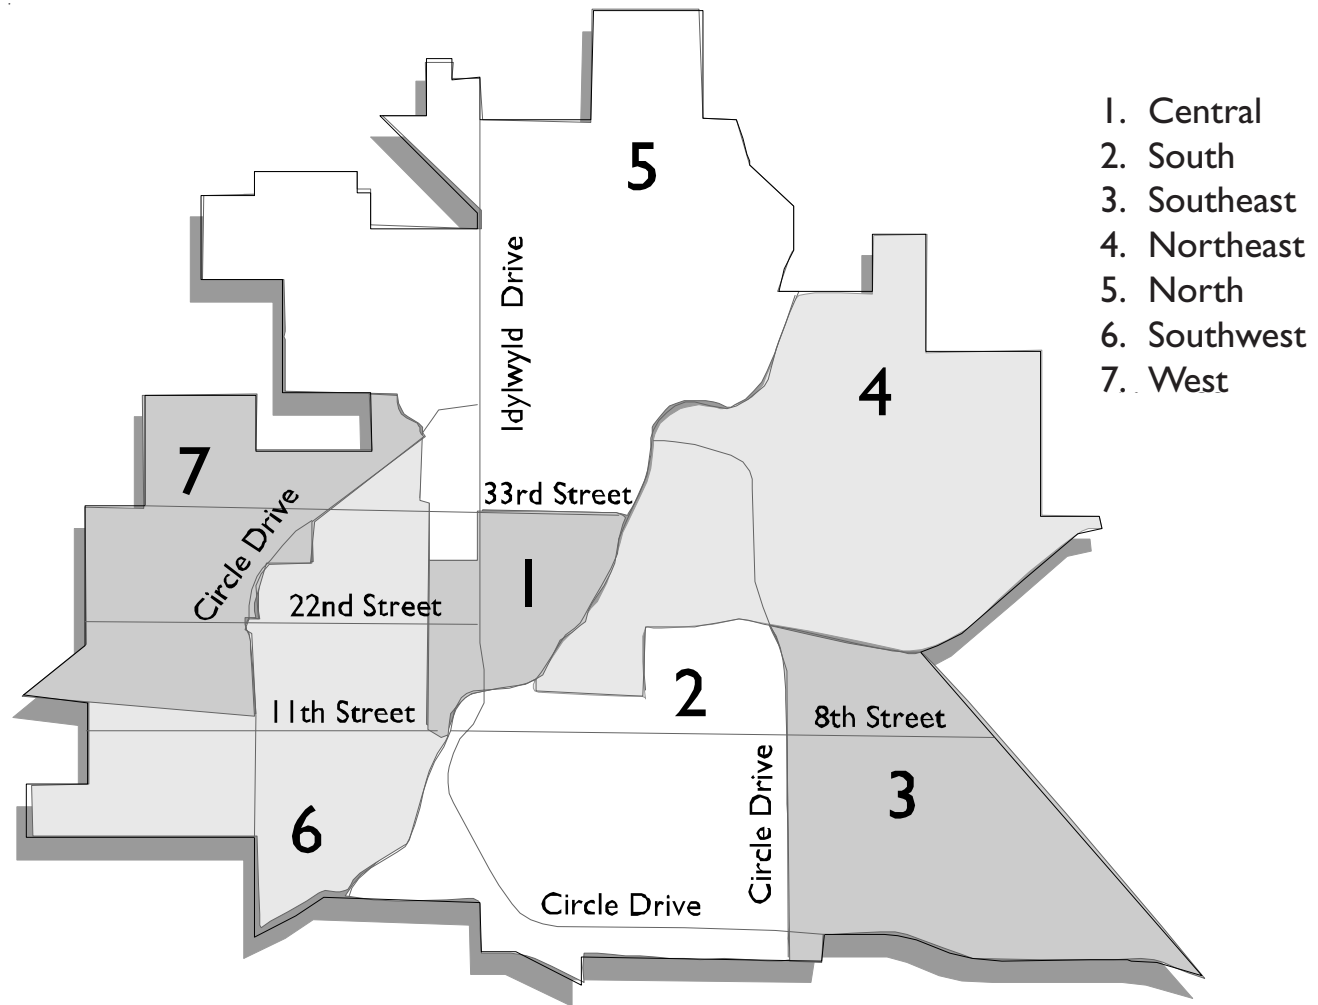 1. Central
2. South
3. Southeast
4. Northeast
5. North
6. Southwest
7. West
5
Idylwyld Drive
4
7
33rd Street
Circle Drive
1
22nd Street
2
11th Street
8th Street
3
6
Circle Drive
Circle Drive